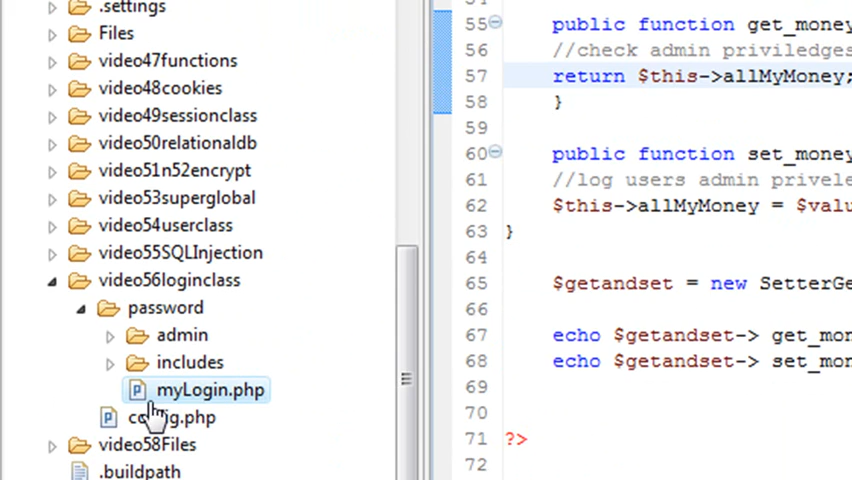 .settings
Files
video47functions
video48cookies
video49sessionclass
video50relationaldb
video51n52encrypt
video53superglobal
video54userclass
video55SQLInjection
video56loginclass
password
admin
includes
myLogin.php
config.php
video58Files
.buildpath
55 public function get_money
56 //check admin priviledges
57 return $this->allMyMoney;
58 }
59
60 public function set_money
61 //log users admin privele
62 $this->allMyMoney = $valu
63 }
64
65 $getandset = new SetterGe
66
67 echo $getandset-> get_mon
68 echo $getandset-> set_mon
69
70
71 ?>
72